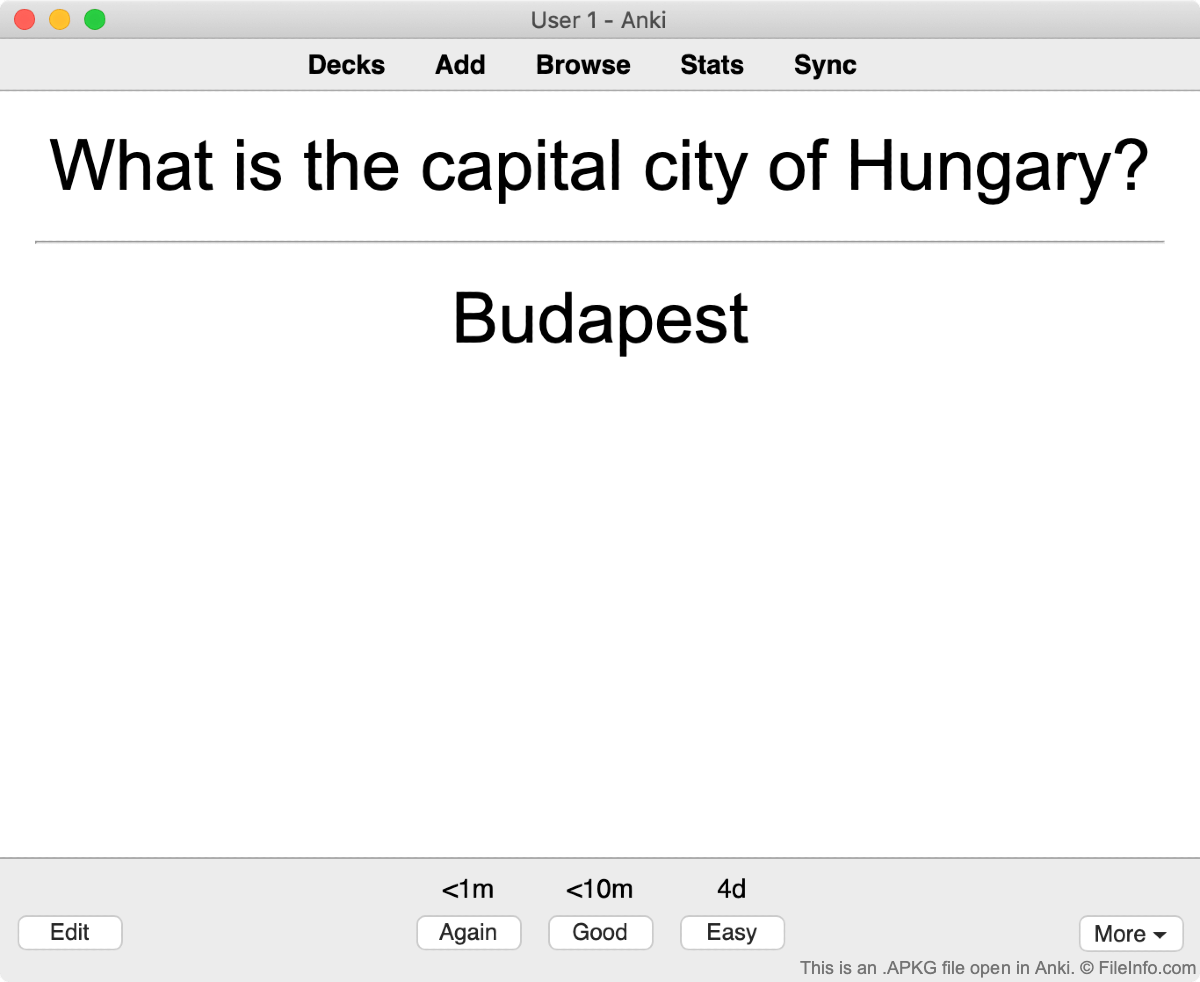 User 1 - Anki
Decks Add Browse Stats Sync
What is the capital city of Hungary?
Budapest
<1m <10m 4d
Edit Again Good Easy More
This is an .APKG file open in Anki. © FileInfo.com